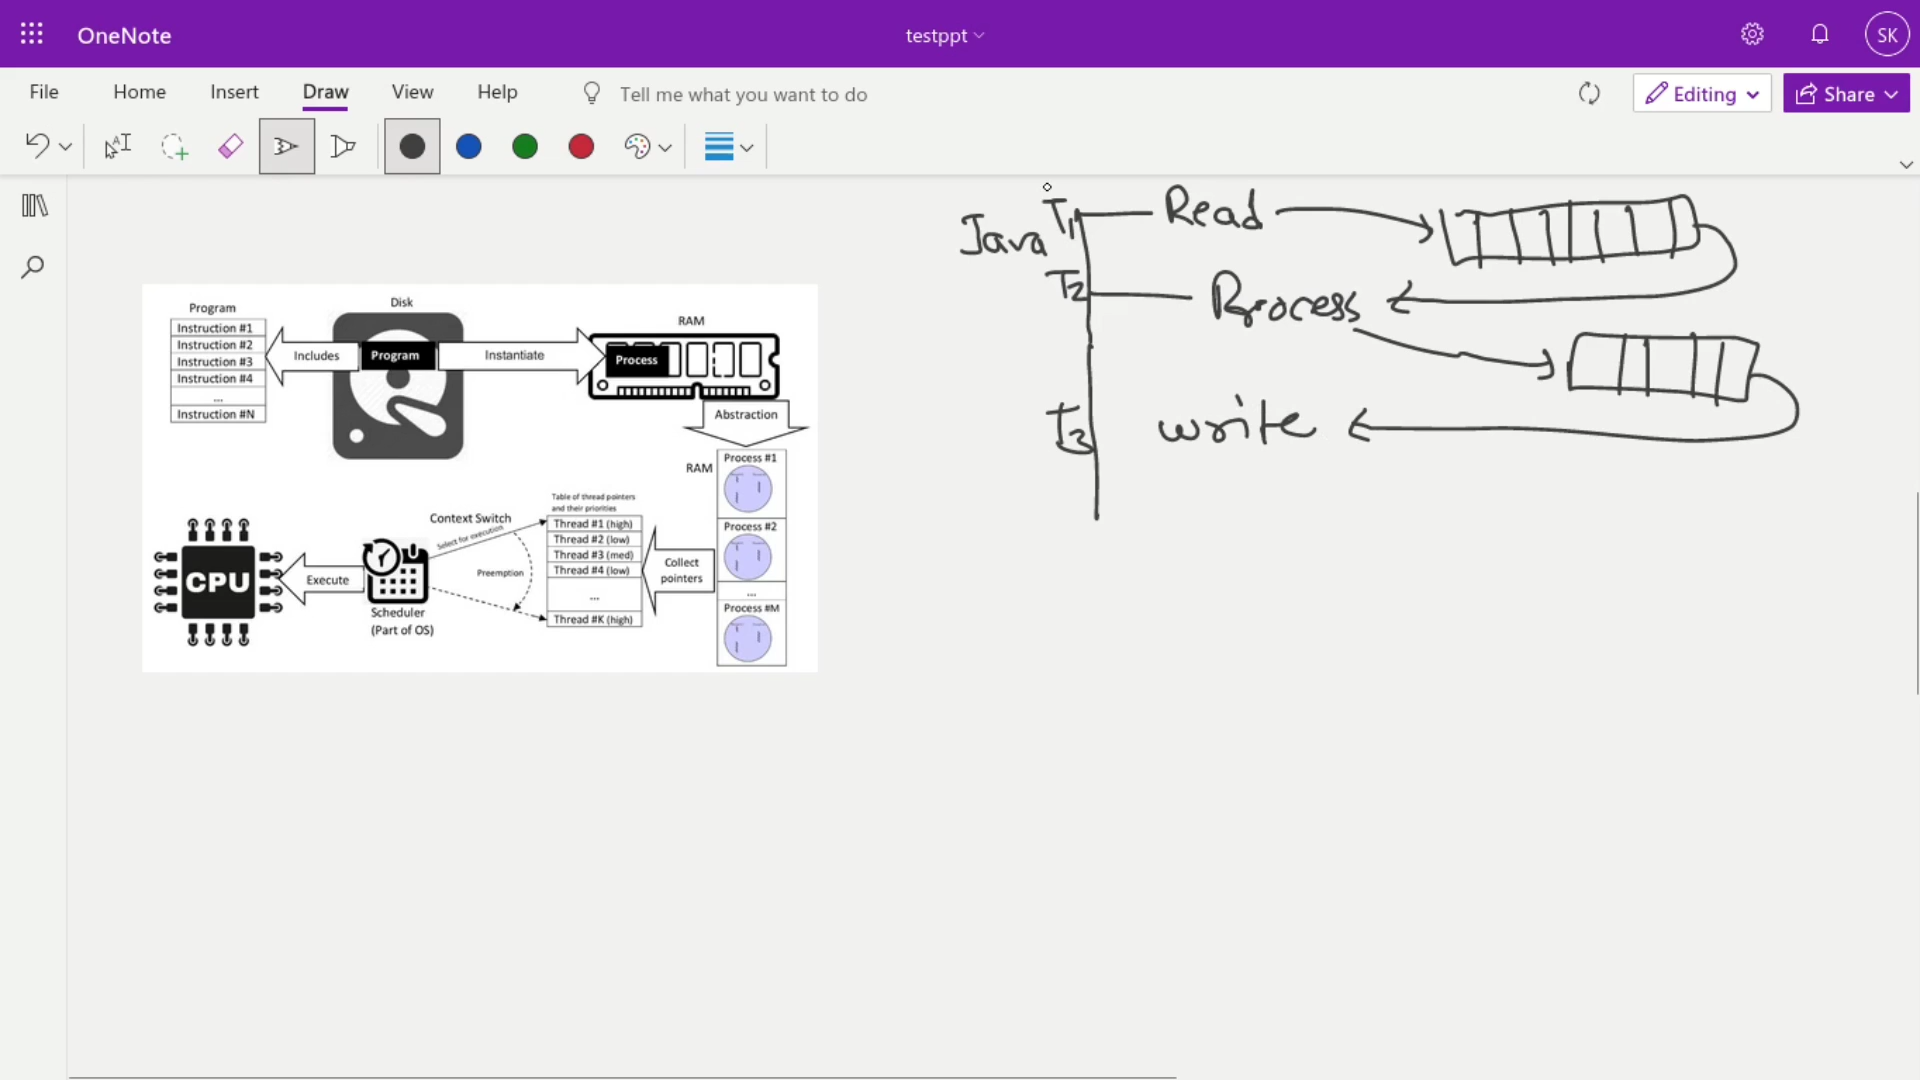 OneNote
testppt
SK
File Home Insert Draw View Help Tell me what you want to do Editing Share
Program
Instruction #1
Instruction #2
Instruction #3
Instruction #4
...
Instruction #N
Includes
Disk
Program
Instantiate
RAM
Process
Abstraction
RAM
Process #1
Process #2
...
Process #M
Collect
pointers
Table of thread pointers
and their priorities
Thread #1 (high)
Thread #2 (low)
Thread #3 (med)
Thread #4 (low)
...
Thread #K (high)
Context Switch
Select for execution
Preemption
Scheduler
(Part of OS)
Execute
CPU
Java
T1 Read
T2 Process
T3 write